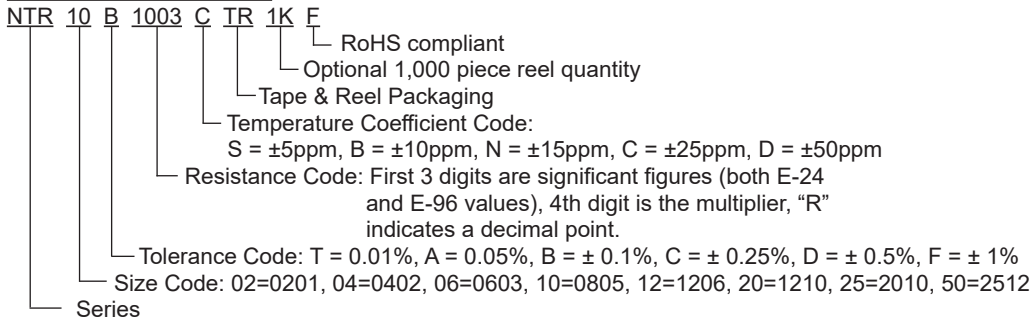 NTR 10 B 1003 C TR 1K F
RoHS compliant
Optional 1,000 piece reel quantity
Tape & Reel Packaging
Temperature Coefficient Code:
S = ±5ppm, B = ±10ppm, N = ±15ppm, C = ±25ppm, D = ±50ppm
Resistance Code: First 3 digits are significant figures (both E-24
and E-96 values), 4th digit is the multiplier, “R”
indicates a decimal point.
Tolerance Code: T = 0.01%, A = 0.05%, B = ± 0.1%, C = ± 0.25%, D = ± 0.5%, F = ± 1%
Size Code: 02=0201, 04=0402, 06=0603, 10=0805, 12=1206, 20=1210, 25=2010, 50=2512
Series